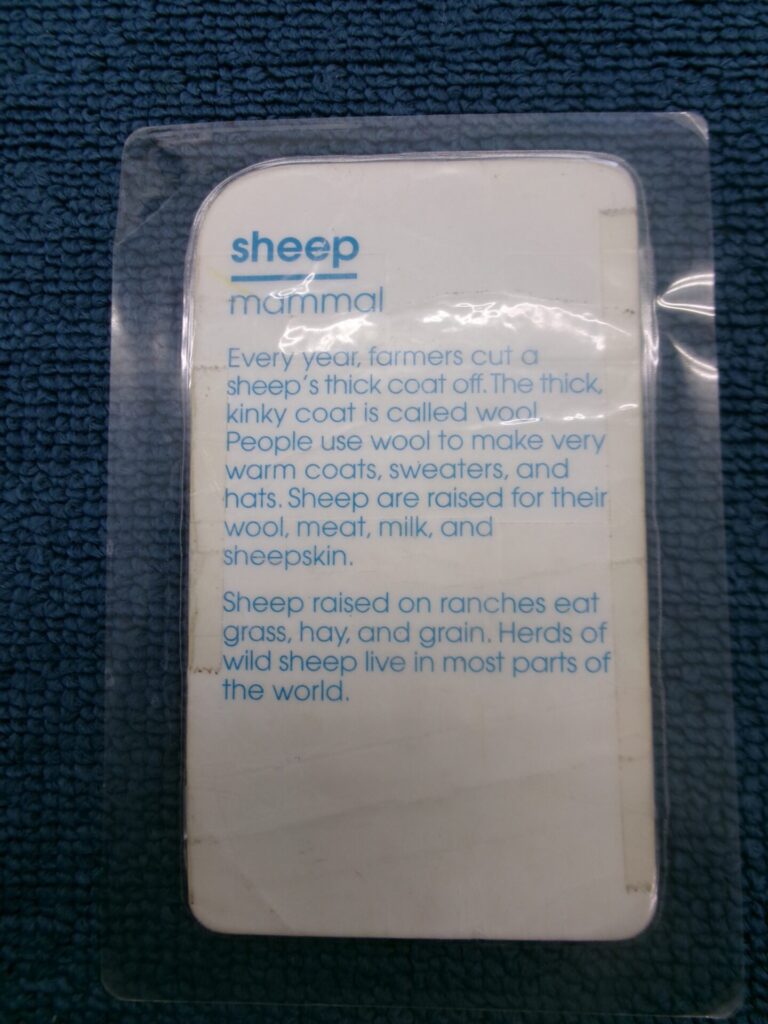 sheep
mammal
Every year, farmers cut a
sheep's thick coat off. The thick,
kinky coat is called wool.
People use wool to make very
warm coats, sweaters, and
hats. Sheep are raised for their
wool, meat, milk, and
sheepskin.
Sheep raised on ranches eat
grass, hay, and grain. Herds of
wild sheep live in most parts of
the world.